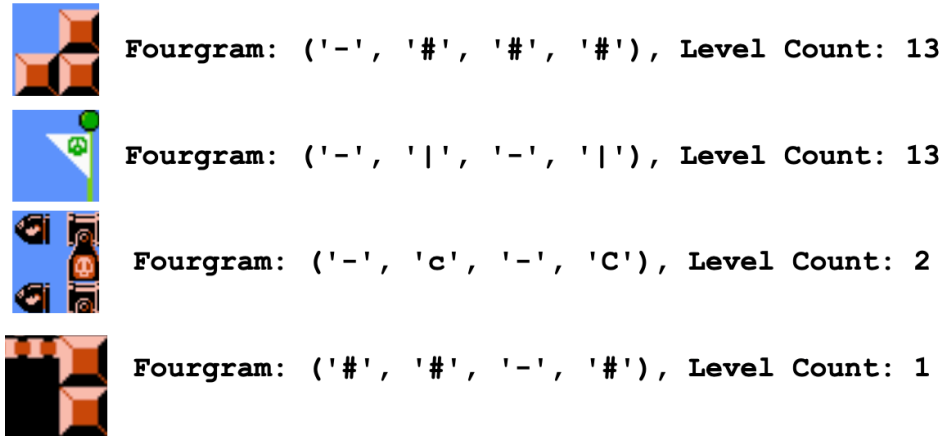 Fourgram: ('-', '#', '#', '#'), Level Count: 13
Fourgram: ('-', '|', '-', '|'), Level Count: 13
Fourgram: ('-', 'c', '-', 'C'), Level Count: 2
Fourgram: ('#', '#', '-', '#'), Level Count: 1